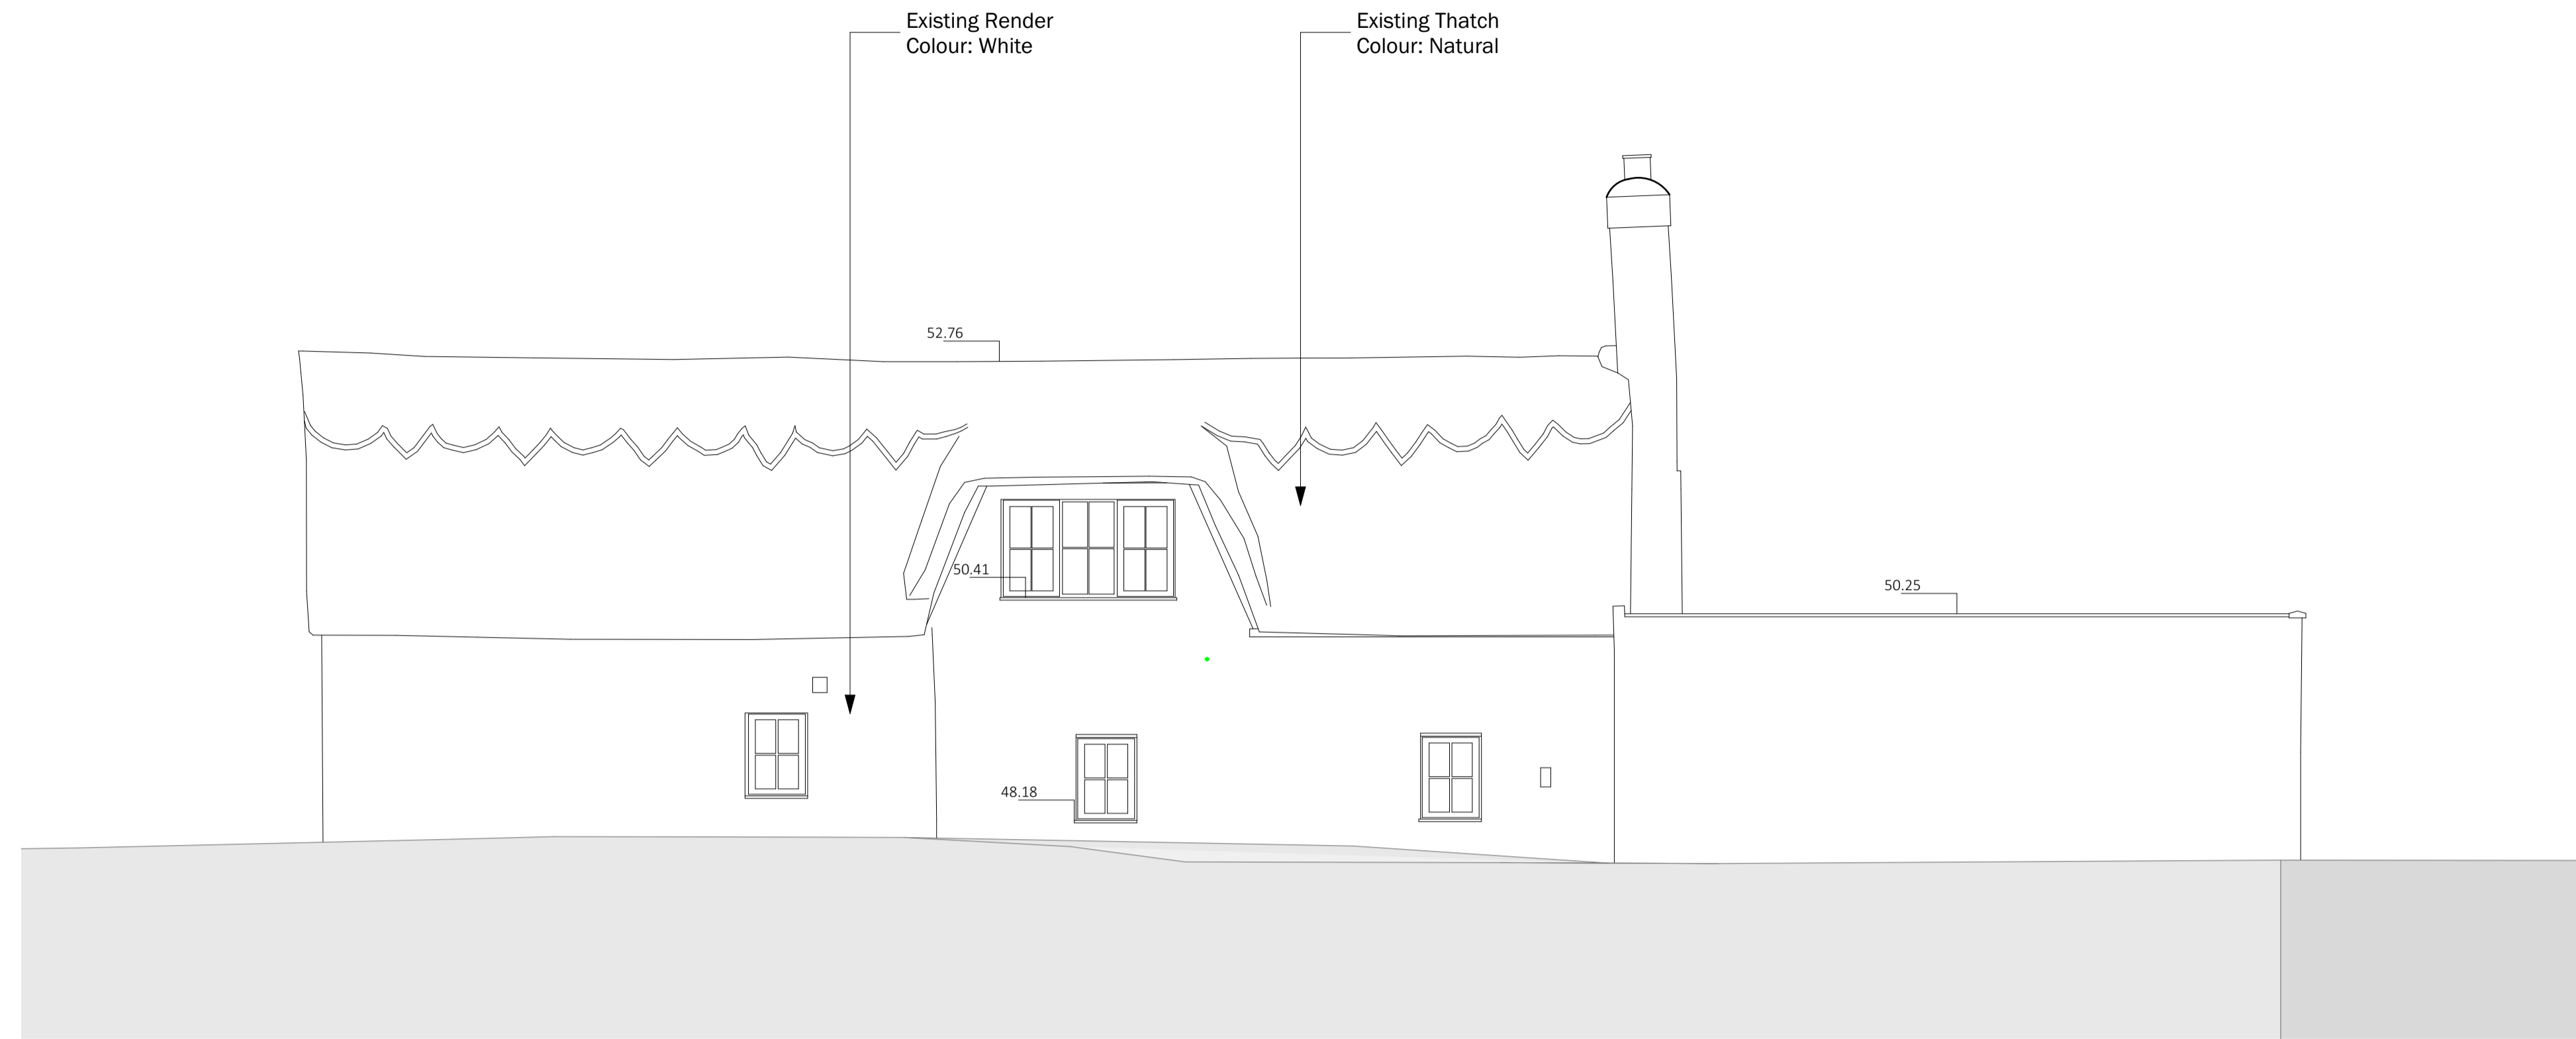 Existing Render
Colour: White
Existing Thatch
Colour: Natural
52.76
50.41
50.25
48.18